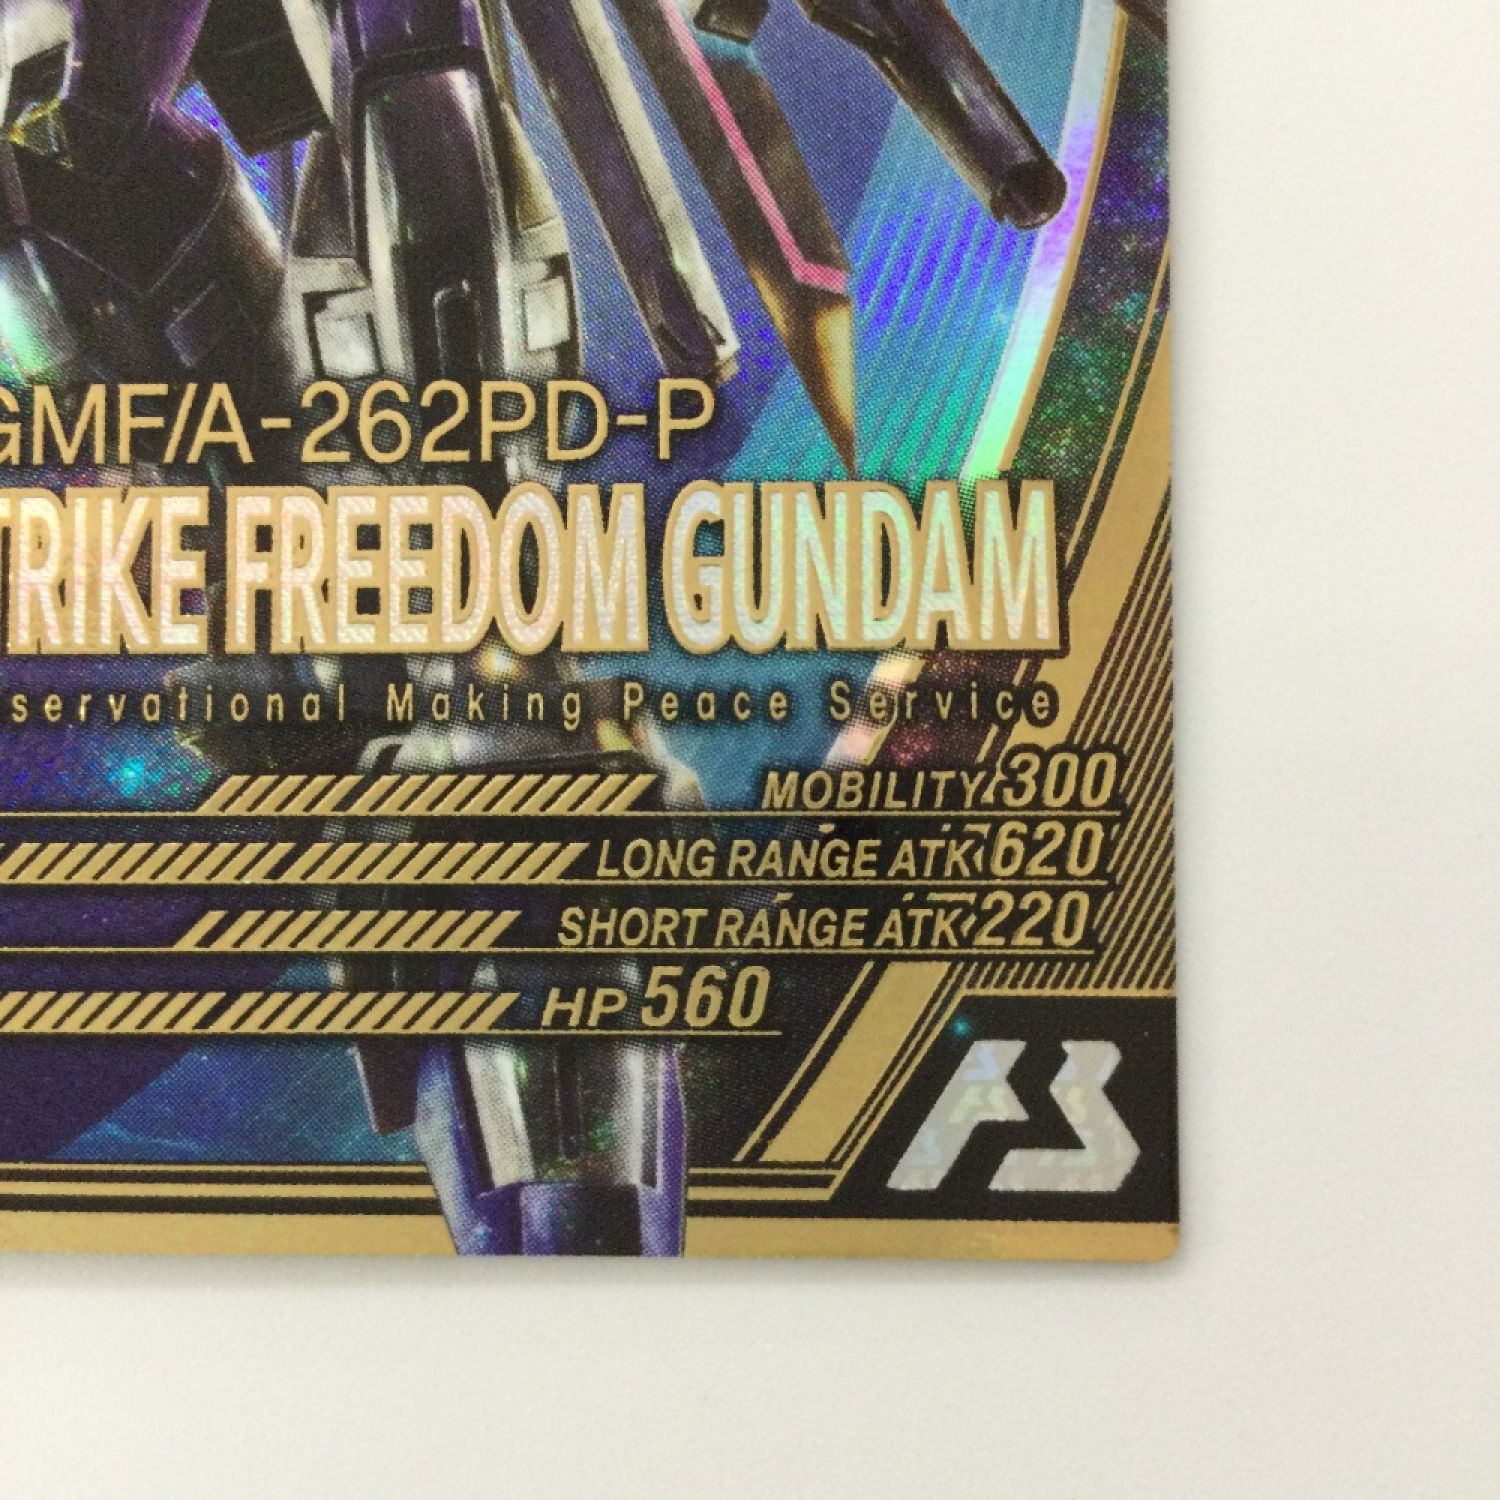 GMF/A-262PD-P
TRIKE FREEDOM GUNDAM
servational Making Peace Service
MOBILITY 300
LONG RANGE ATK 620
SHORT RANGE ATK 220
HP 560